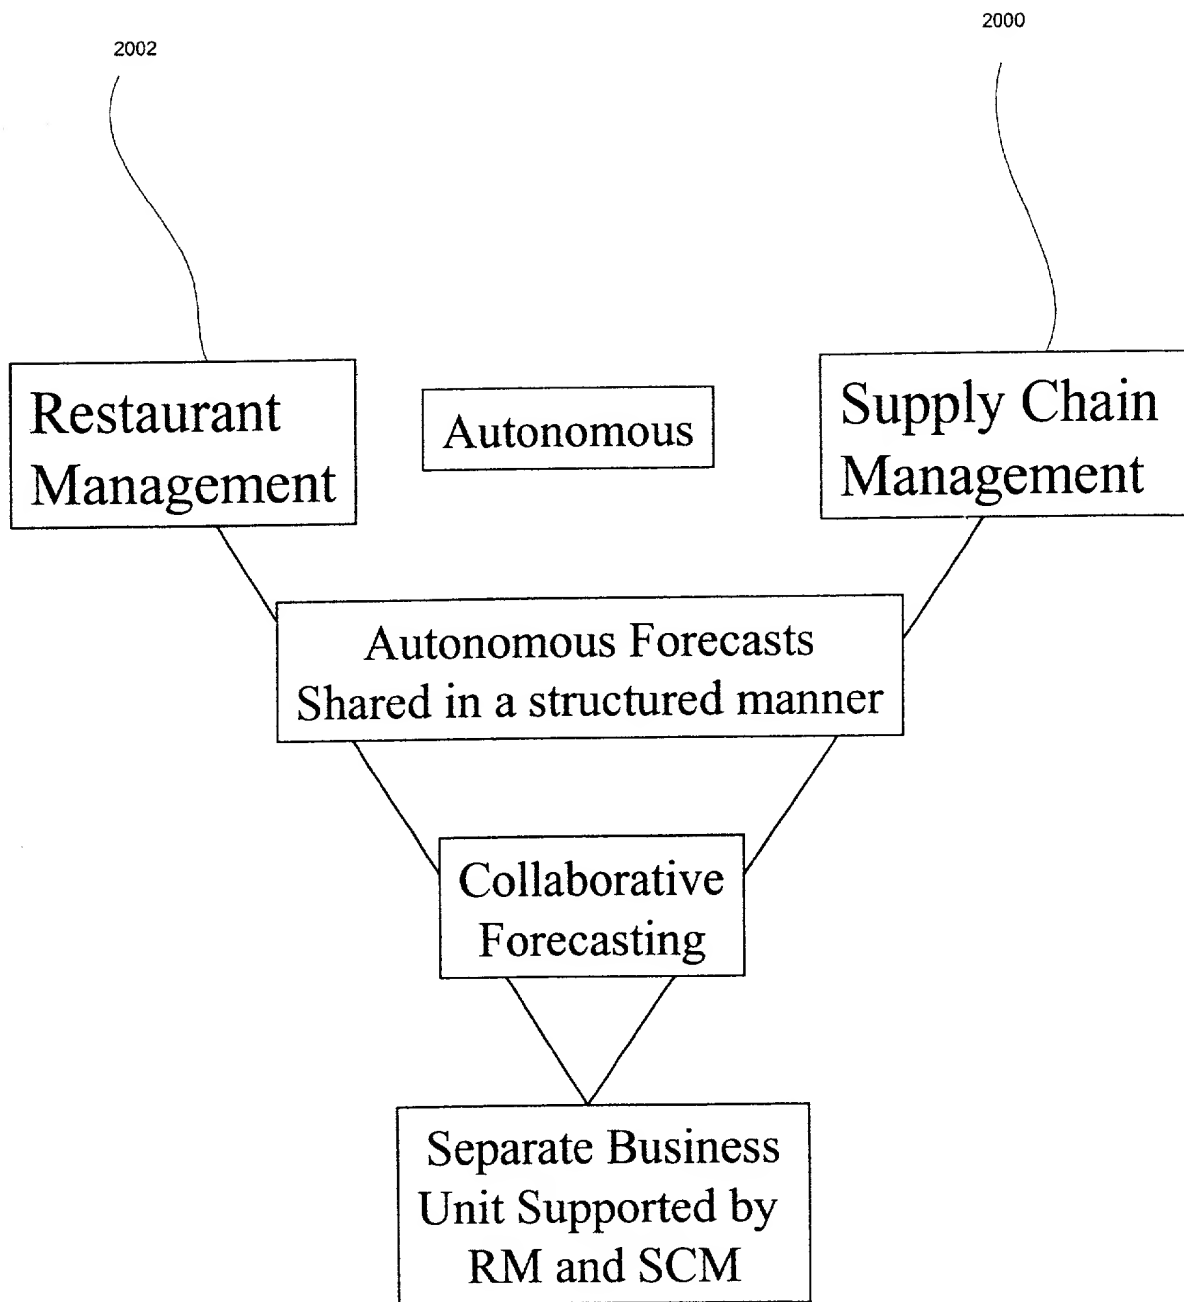 2002
2000
Restaurant
Management
Autonomous
Supply Chain
Management
Autonomous Forecasts
Shared in a structured manner
Collaborative
Forecasting
Separate Business
Unit Supported by
RM and SCM